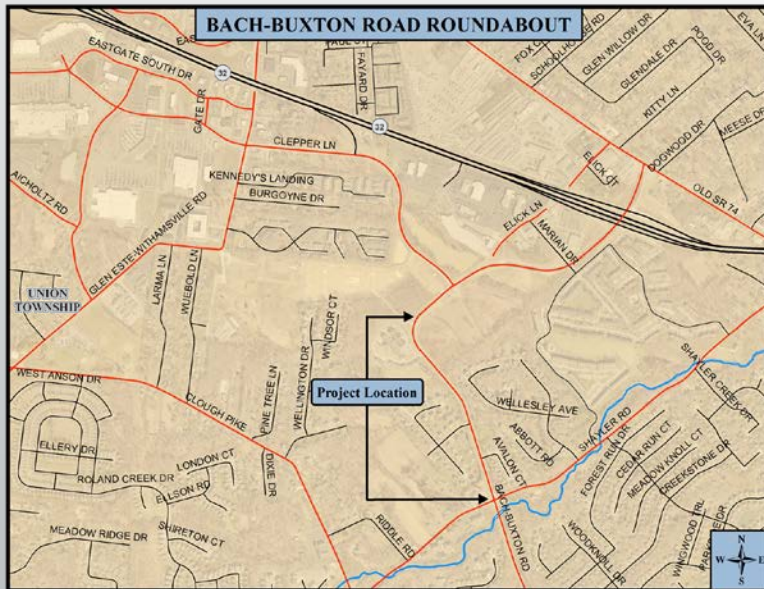 BACH-BUXTON ROAD ROUNDABOUT
EASTGATE SOUTH DR
32
GATE DR
FAYARD DR
FOX C
SCHOOLHOUSE RD
GLEN WILLOW DR
GLENDALE DR
POGD DR
EVA LN
KITTY LN
DOGWOOD DR
MEESE DR
32
CLEPPER LN
KENNEDY'S LANDING
BURGOYNE DR
ELICK CT
OLD SR 74
AICHOLTZ RD
GLEN ESTE-WITHAMSVILLE RD
ELICK LN
MARIAN DR
UNION
TOWNSHIP
LARMA LN
WUEBOLD LN
WINDSOR CT
WELLINGTON DR
PINE TREE LN
Project Location
SHAYLER CREEK DR
WEST ANSON DR
CLOUGH PIKE
WELLESLEY AVE
ABBOTT RD
SHAYLER RD
AVALON CT
FOREST RUN DR
CEDAR RUN CT
MEADOW KNOLL CT
CREEKSTONE DR
ELLERY DR
ROLAND CREEK DR
LONDON CT
ELLSON RD
DIXIE DR
SHIRETON CT
MEADOW RIDGE DR
RIDDLE RD
BACH-BUXTON RD
WOODKNOLL DR
WINGWOOD TRL
N
W E
S